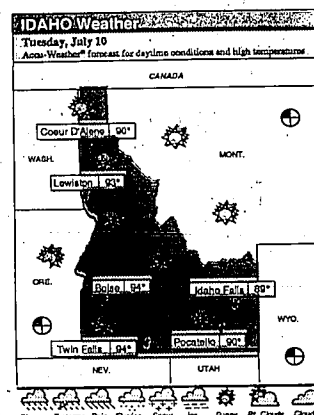 IDAHO Weather
Tuesday, July 10
Accu-Weather® forecast for daytime conditions and high temperatures
CANADA
Coeur D'Alene 90°
WASH.
MONT.
Lewiston 93°
ORE.
Boise 94°
Idaho Falls 89°
WYO.
Twin Falls 94°
Pocatello 90°
NEV.
UTAH
Ice Sunny Pt. Cloudy Cloudy